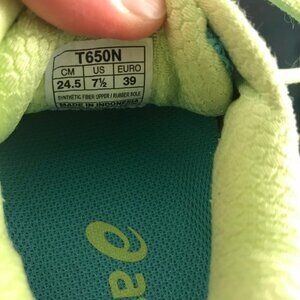 T650N
CM US EURO
24.5 7½ 39
SYNTHETIC FIBER UPPER / RUBBER SOLE
MADE IN INDONESIA
a